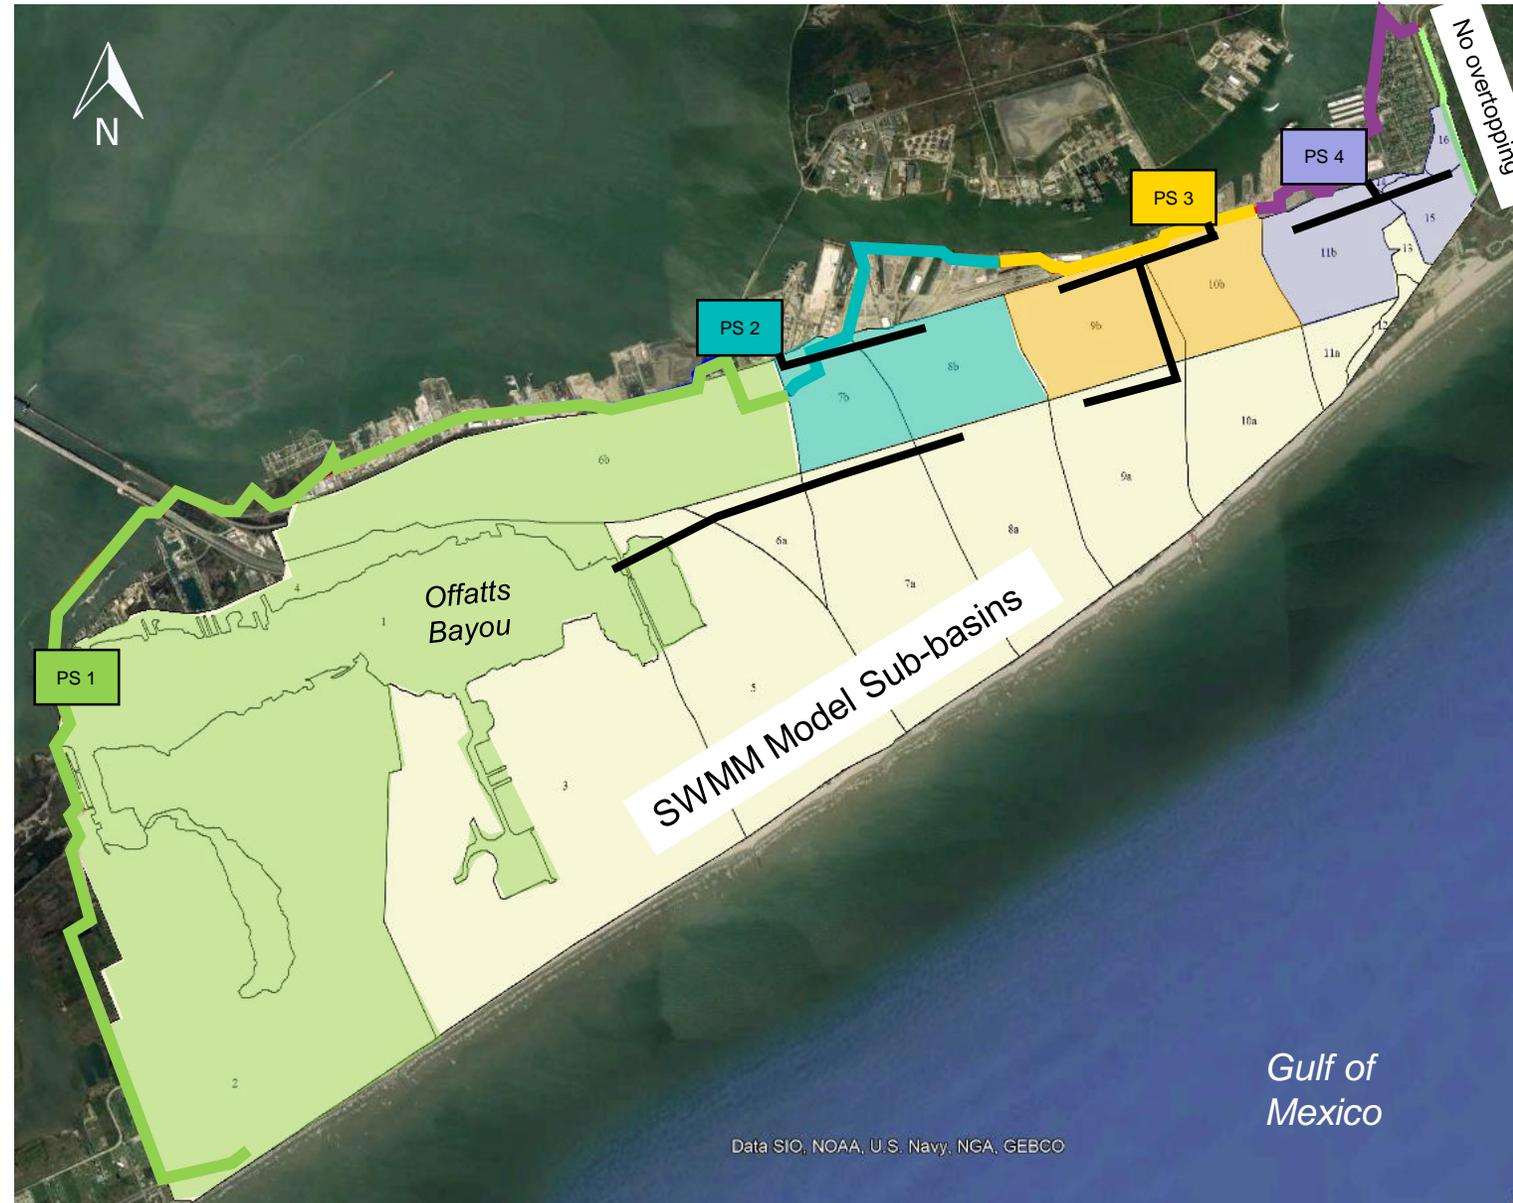 No overtopping
N
PS 4
16
PS 3
14
15
11b
13
10b
12
9b
11a
PS 2
8b
7b
10a
6b
9a
6a
8a
7a
Offatts
Bayou
4
1
PS 1
5
3
SWMM Model Sub-basins
2
Gulf of
Mexico
Data SIO, NOAA, U.S. Navy, NGA, GEBCO